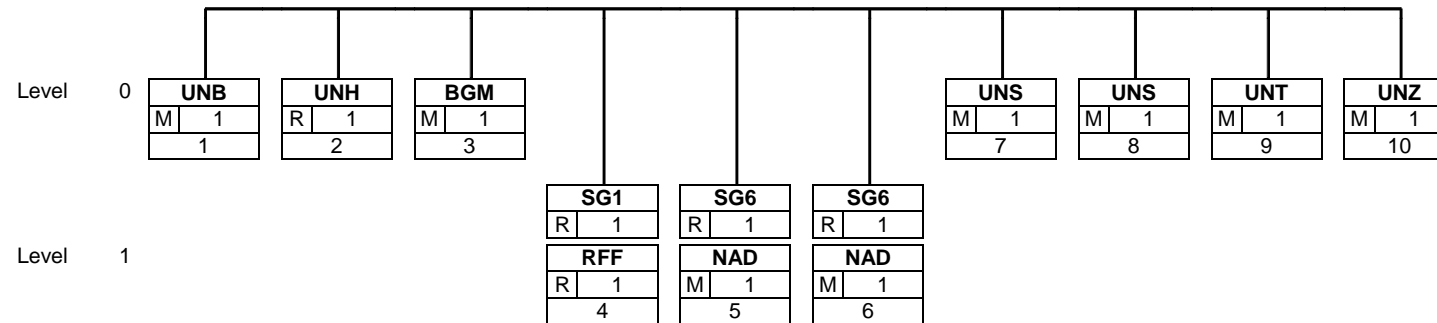 Level 0 UNB UNH BGM UNS UNS UNT UNZ
M 1 R 1 M 1 M 1 M 1 M 1 M 1
1 2 3 7 8 9 10
SG1 SG6 SG6
R 1 R 1 R 1
Level 1 RFF NAD NAD
R 1 M 1 M 1
4 5 6